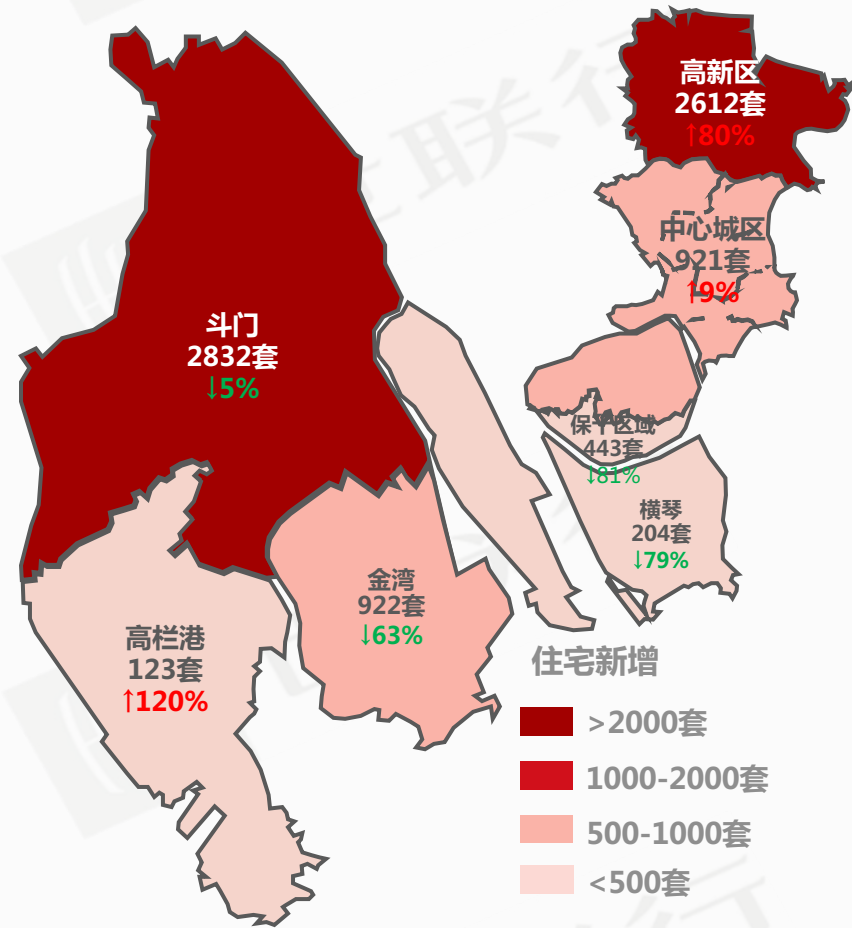 高新区
2612套
↑80%
中心城区
921套
↑9%
斗门
2832套
↓5%
保十区域
443套
↓81%
横琴
204套
↓79%
金湾
922套
↓63%
高栏港
123套
↑120%
住宅新增
>2000套
1000-2000套
500-1000套
<500套
联行